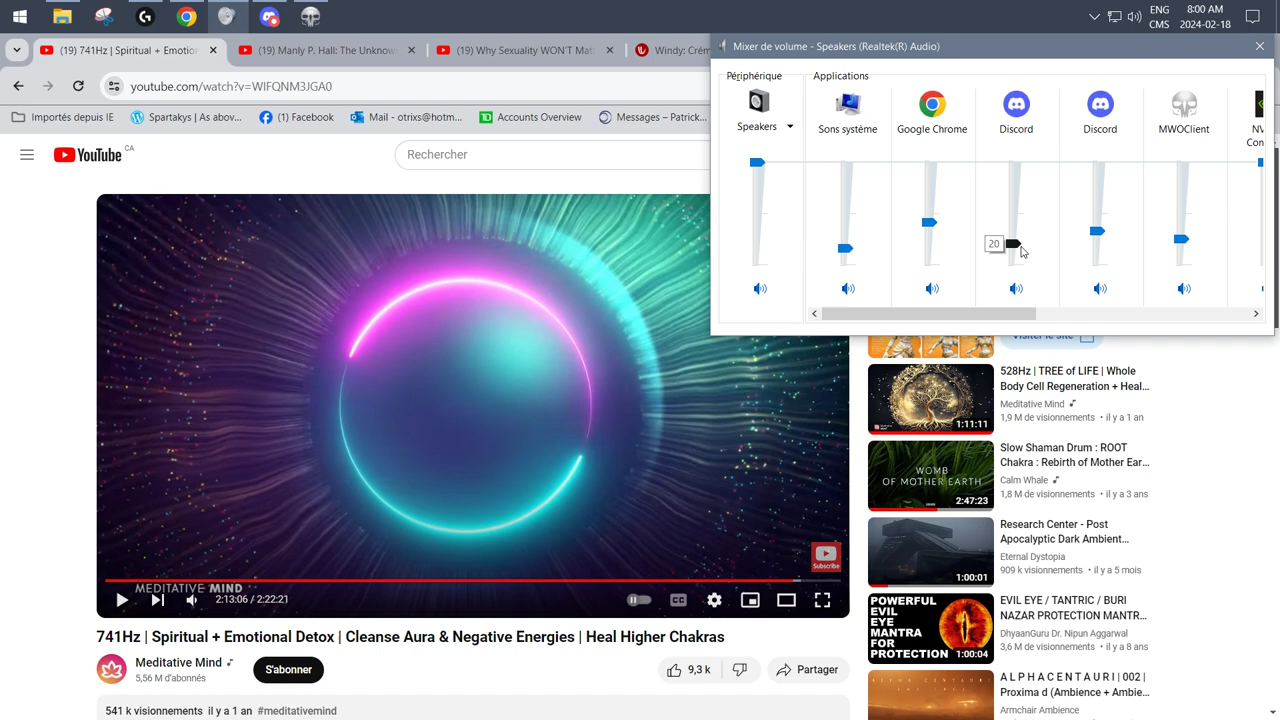 ENG
CMS
8:00 AM
2024-02-18
(19) 741Hz | Spiritual + Emotion
(19) Manly P. Hall: The Unknow
(19) Why Sexuality WON'T Mat
Windy: Crém
youtube.com/watch?v=WIFQNM3JGA0
Importés depuis IE
Spartakys | As abov...
(1) Facebook
Mail - otrixs@hotm...
Accounts Overview
Messages – Patrick...
Mixer de volume - Speakers (Realtek(R) Audio)
Périphérique
Applications
Speakers
Sons système
Google Chrome
Discord
Discord
MWOClient
NV
Con
20
YouTube CA
Rechercher
Visiter le site
MEDITATIVE MIND
Subscribe
2:13:06 / 2:22:21
CC
741Hz | Spiritual + Emotional Detox | Cleanse Aura & Negative Energies | Heal Higher Chakras
Meditative Mind
5,56 M d'abonnés
S'abonner
9,3 k
Partager
541 k visionnements il y a 1 an #meditativemind
528Hz | TREE of LIFE | Whole
Body Cell Regeneration + Heal...
Meditative Mind
1,9 M de visionnements • il y a 1 an
1:11:11
Slow Shaman Drum : ROOT
Chakra : Rebirth of Mother Ear...
Calm Whale
1,8 M de visionnements • il y a 3 ans
WOMB
OF MOTHER EARTH
2:47:23
Research Center - Post
Apocalyptic Dark Ambient...
Eternal Dystopia
909 k visionnements • il y a 5 mois
1:00:01
EVIL EYE / TANTRIC / BURI
NAZAR PROTECTION MANTR...
DhyaanGuru Dr. Nipun Aggarwal
3,6 M de visionnements • il y a 8 ans
POWERFUL
EVIL
EYE
MANTRA
FOR
PROTECTION
1:00:04
A L P H A C E N T A U R I | 002 |
Proxima d (Ambience + Ambie...
Armchair Ambience